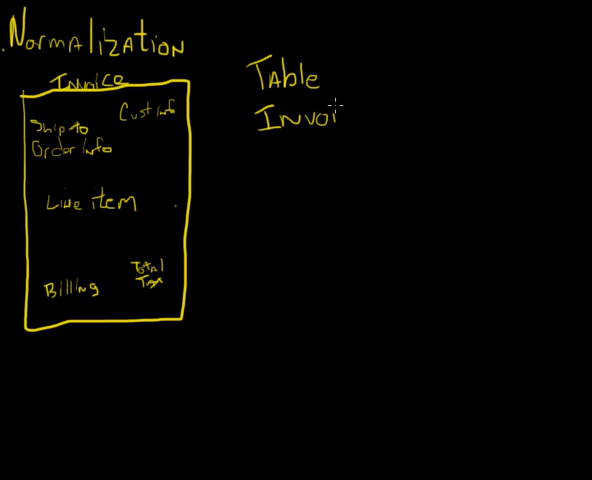 Normalization
Invoice
Cust info
Ship to
Order info
Line item
Total
Tax
Billing
Table
Invoi